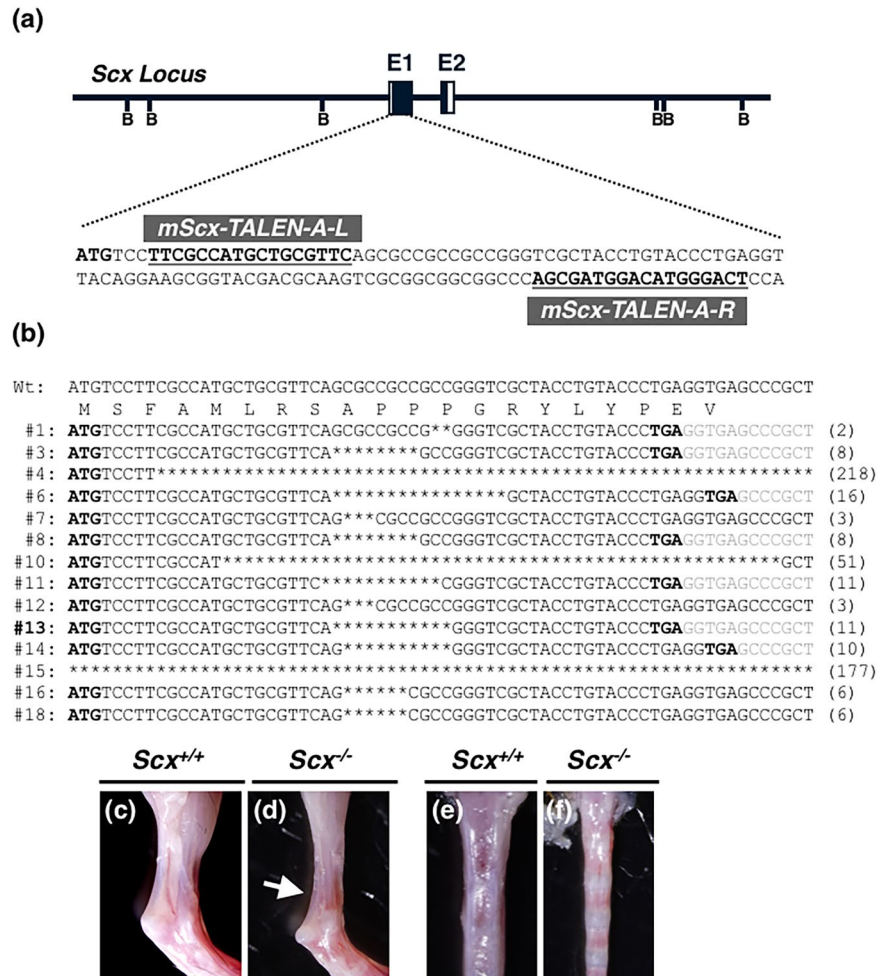 (a)
Scx Locus
E1 E2
B B B BB B
mScx-TALEN-A-L
ATGTCCTTCGCCATGCTGCGTTCAGCGCCGCCGCCGGGTCGCTACCTGTACCCTGAGGT
TACAGGAAGCGGTACGACGCAAGTCGCGGCGGCGGCCCAGCGATGGACATGGGACTCCA
mScx-TALEN-A-R
(b)
Wt: ATGTCCTTCGCCATGCTGCGTTCAGCGCCGCCGCCGGGTCGCTACCTGTACCCTGAGGTGAGCCCGCT
M S F A M L R S A P P P G R Y L Y P E V
#1: ATGTCCTTCGCCATGCTGCGTTCAGCGCCGCCG**GGGTCGCTACCTGTACCCTGAGGTGAGCCCGCT (2)
#3: ATGTCCTTCGCCATGCTGCGTTCA********GCCGGGTCGCTACCTGTACCCTGAGGTGAGCCCGCT (8)
#4: ATGTCCTT************************************************************ (218)
#6: ATGTCCTTCGCCATGCTGCGTTCA****************GCTACCTGTACCCTGAGGTGAGCCCGCT (16)
#7: ATGTCCTTCGCCATGCTGCGTTCAG***CGCCGCCGGGTCGCTACCTGTACCCTGAGGTGAGCCCGCT (3)
#8: ATGTCCTTCGCCATGCTGCGTTCA********GCCGGGTCGCTACCTGTACCCTGAGGTGAGCCCGCT (8)
#10: ATGTCCTTCGCCAT***************************************************GCT (51)
#11: ATGTCCTTCGCCATGCTGCGTTC***********CGGGTCGCTACCTGTACCCTGAGGTGAGCCCGCT (11)
#12: ATGTCCTTCGCCATGCTGCGTTCAG***CGCCGCCGGGTCGCTACCTGTACCCTGAGGTGAGCCCGCT (3)
#13: ATGTCCTTCGCCATGCTGCGTTCA***********GGGTCGCTACCTGTACCCTGAGGTGAGCCCGCT (11)
#14: ATGTCCTTCGCCATGCTGCGTTCAG**********GGGTCGCTACCTGTACCCTGAGGTGAGCCCGCT (10)
#15: ******************************************************************** (177)
#16: ATGTCCTTCGCCATGCTGCGTTCAG******CGCCGGGTCGCTACCTGTACCCTGAGGTGAGCCCGCT (6)
#18: ATGTCCTTCGCCATGCTGCGTTCAG******CGCCGGGTCGCTACCTGTACCCTGAGGTGAGCCCGCT (6)
Scx+/+ Scx-/- Scx+/+ Scx-/-
(c) (d) (e) (f)